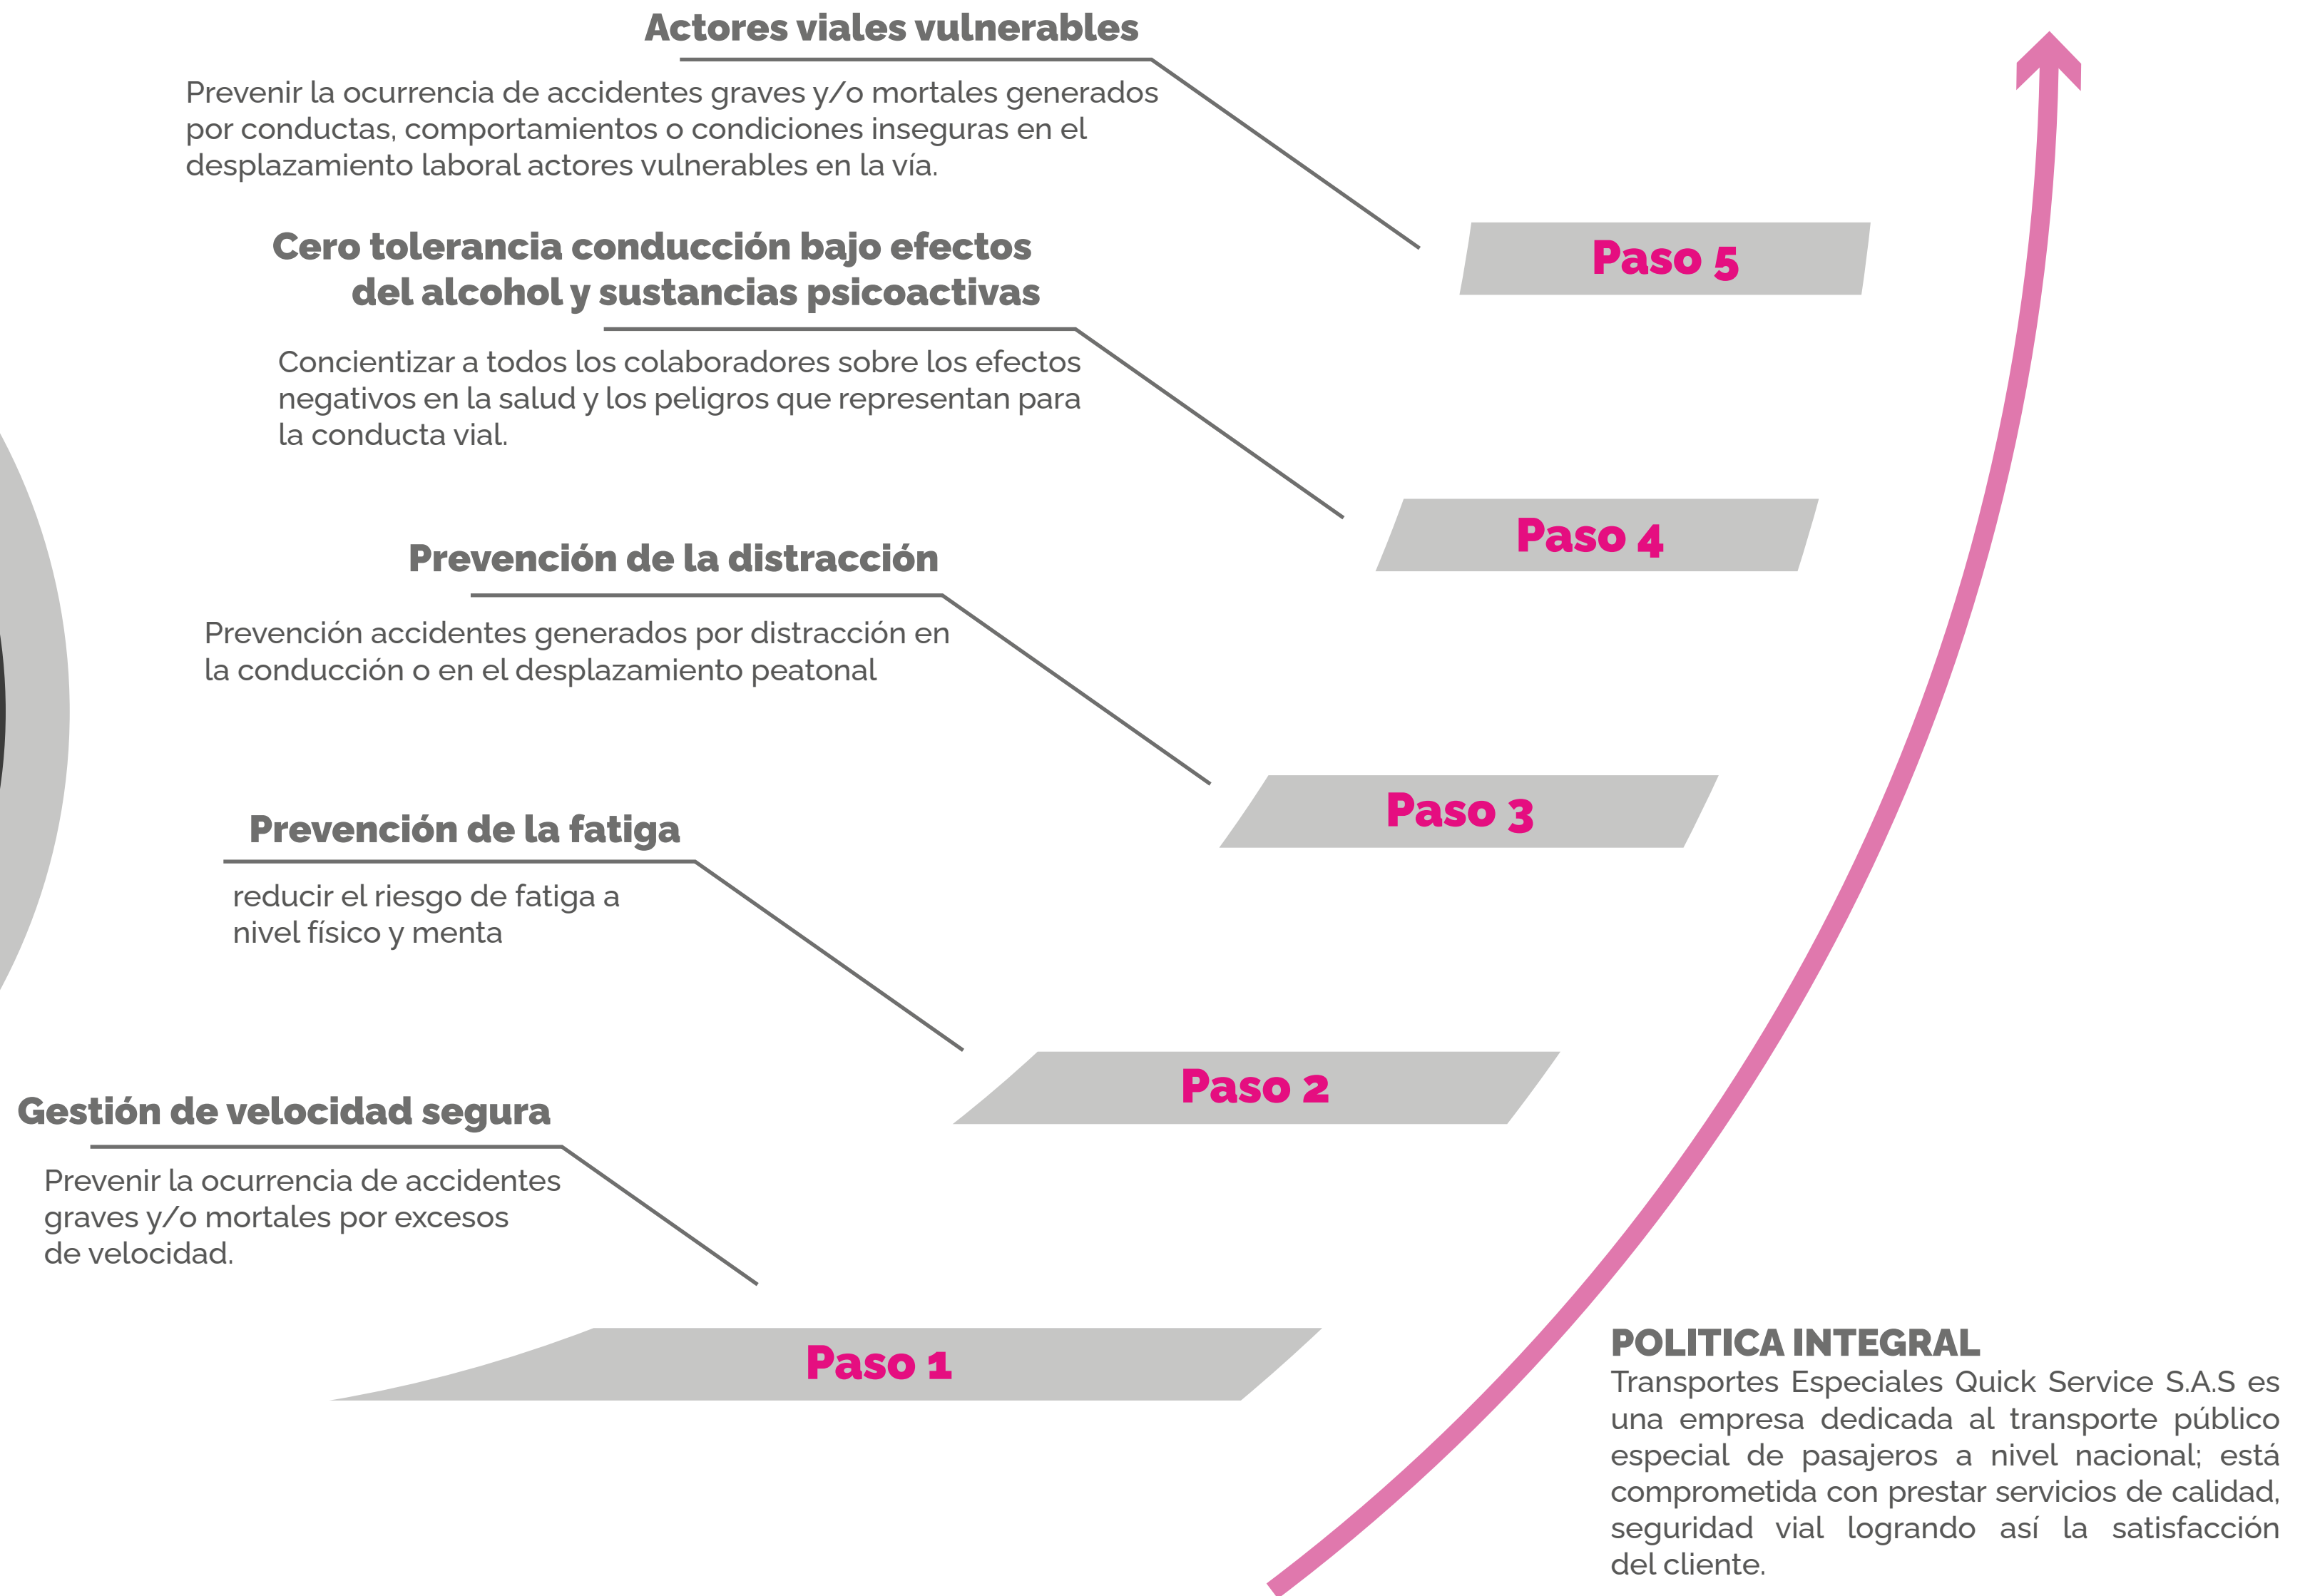 Actores viales vulnerables
Prevenir la ocurrencia de accidentes graves y/o mortales generados
por conductas, comportamientos o condiciones inseguras en el
desplazamiento laboral actores vulnerables en la vía.
Paso 5
Cero tolerancia conducción bajo efectos
del alcohol y sustancias psicoactivas
Concientizar a todos los colaboradores sobre los efectos
negativos en la salud y los peligros que representan para
la conducta vial.
Paso 4
Prevención de la distracción
Prevención accidentes generados por distracción en
la conducción o en el desplazamiento peatonal
Paso 3
Prevención de la fatiga
reducir el riesgo de fatiga a
nivel físico y menta
Paso 2
Gestión de velocidad segura
Prevenir la ocurrencia de accidentes
graves y/o mortales por excesos
de velocidad.
Paso 1
POLITICA INTEGRAL
Transportes Especiales Quick Service S.A.S es
una empresa dedicada al transporte público
especial de pasajeros a nivel nacional; está
comprometida con prestar servicios de calidad,
seguridad vial logrando así la satisfacción
del cliente.